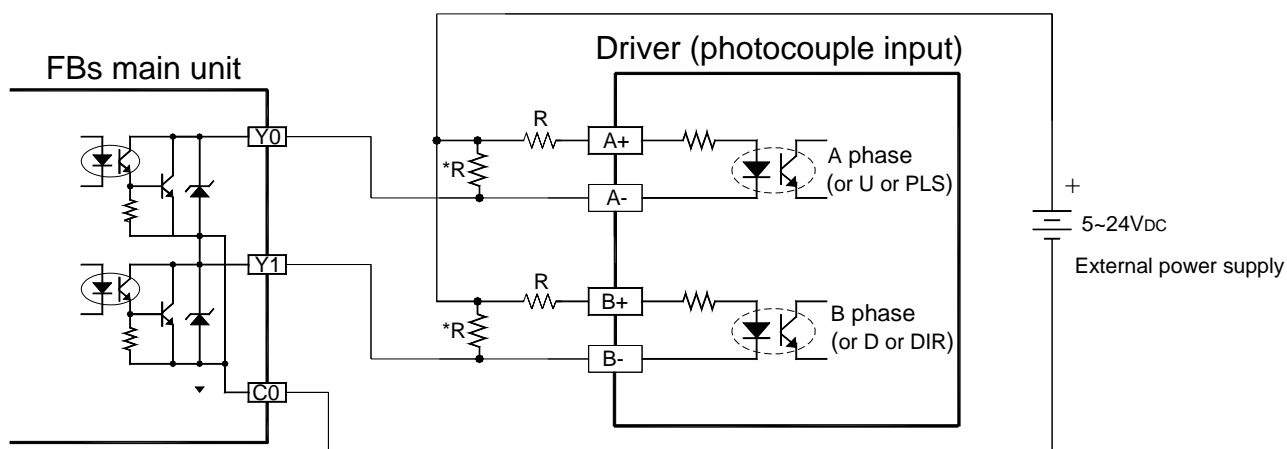 Driver (photocouple input)
FBs main unit
Y0
R
A+
*R
A-
A phase
(or U or PLS)
+
5~24VDC
External power supply
Y1
R
B+
*R
B-
B phase
(or D or DIR)
C0